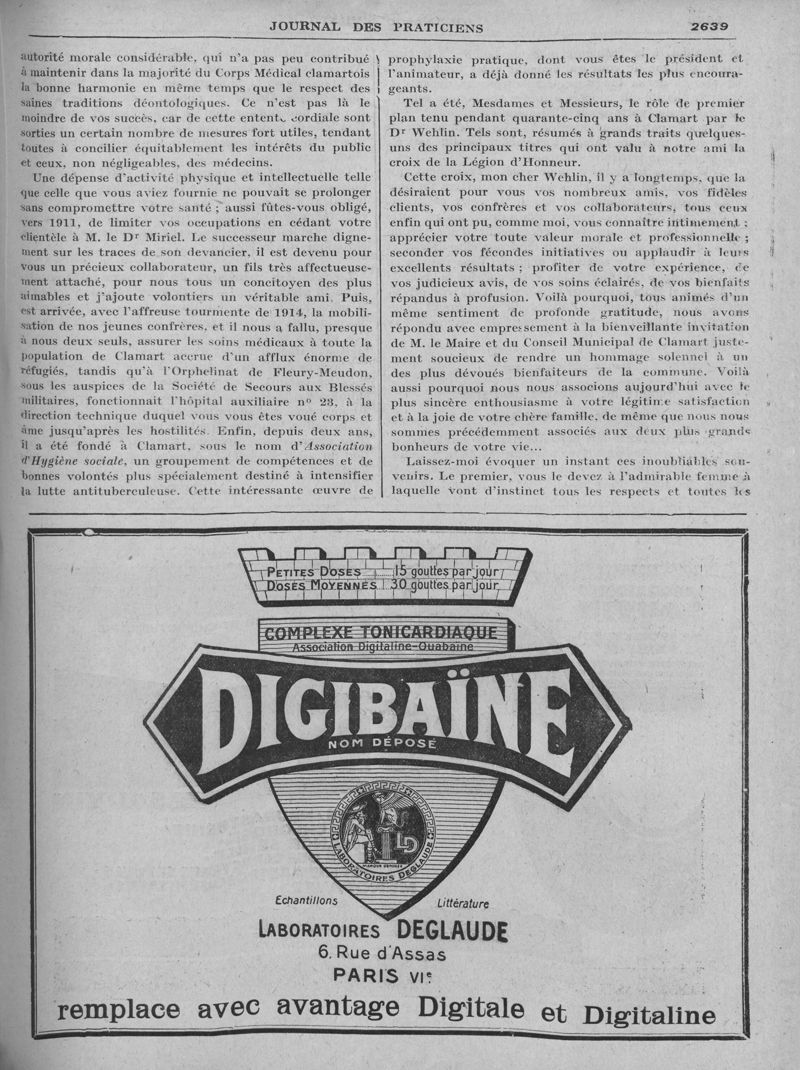 JOURNAL DES PRATICIENS
2639
autorité morale considérable, qui n'a pas peu contribué
à maintenir dans la majorité du Corps Médical clamartois
la bonne harmonie en même temps que le respect des
saines traditions déontologiques. Ce n'est pas là le
moindre de vos succès, car de cette entente cordiale sont
sorties un certain nombre de mesures fort utiles, tendant
toutes à concilier équitablement les intérêts du public
et ceux, non négligeables, des médecins.
Une dépense d'activité physique et intellectuelle telle
que celle que vous aviez fournie ne pouvait se prolonger
sans compromettre votre santé ; aussi fûtes-vous obligé,
vers 1911, de limiter vos occupations en cédant votre
clientèle à M. le Dr Miriel. Le successeur marche digne-
ment sur les traces de son devancier, il est devenu pour
vous un précieux collaborateur, un fils très affectueuse-
ment attaché, pour nous tous un concitoyen des plus
aimables et j'ajoute volontiers un véritable ami. Puis,
est arrivée, avec l'affreuse tourmente de 1914, la mobili-
sation de nos jeunes confrères, et il nous a fallu, presque
à nous deux seuls, assurer les soins médicaux à toute la
population de Clamart accrue d'un afflux énorme de
réfugiés, tandis qu'à l'Orphelinat de Fleury-Meudon,
sous les auspices de la Société de Secours aux Blessés
militaires, fonctionnait l'hôpital auxiliaire no 23, à la
direction technique duquel vous vous êtes voué corps et
âme jusqu'après les hostilités. Enfin, depuis deux ans,
il a été fondé à Clamart, sous le nom d'Association
d'Hygiène sociale, un groupement de compétences et de
bonnes volontés plus spécialement destiné à intensifier
la lutte antituberculeuse. Cette intéressante œuvre de
prophylaxie pratique, dont vous êtes le président et
l'animateur, a déjà donné les résultats les plus encoura-
geants.
Tel a été, Mesdames et Messieurs, le rôle de premier
plan tenu pendant quarante-cinq ans à Clamart par le
Dr Wehlin. Tels sont, résumés à grands traits quelques-
uns des principaux titres qui ont valu à notre ami la
croix de la Légion d'Honneur.
Cette croix, mon cher Wehlin, il y a longtemps, que la
désiraient pour vous vos nombreux amis, vos fidèles
clients, vos confrères et vos collaborateurs, tous ceux
enfin qui ont pu, comme moi, vous connaître intimement ;
apprécier votre toute valeur morale et professionnelle ;
seconder vos fécondes initiatives ou applaudir à leurs
excellents résultats ; profiter de votre expérience, de
vos judicieux avis, de vos soins éclairés, de vos bienfaits
répandus à profusion. Voilà pourquoi, tous animés d'un
même sentiment de profonde gratitude, nous avons
répondu avec empressement à la bienveillante invitation
de M. le Maire et du Conseil Municipal de Clamart juste-
ment soucieux de rendre un hommage solennel à un
des plus dévoués bienfaiteurs de la commune. Voilà
aussi pourquoi nous nous associons aujourd'hui avec le
plus sincère enthousiasme à votre légitime satisfaction
et à la joie de votre chère famille, de même que nous nous
sommes précédemment associés aux deux plus grands
bonheurs de votre vie...
Laissez-moi évoquer un instant ces inoubliables sou-
venirs. Le premier, vous le devez à l'admirable femme à
laquelle vont d'instinct tous les respects et toutes les
PETITES DOSES ....... 15 gouttes par jour
DOSES MOYENNES 30 gouttes par jour
COMPLEXE TONICARDIAQUE
Association Digitaline-Ouabaïne
DIGIBAÏNE
NOM DÉPOSÉ
LD
MARQUE DÉPOSÉE
LABORATOIRES DEGLAUDE
Echantillons
Littérature
LABORATOIRES DEGLAUDE
6. Rue d'Assas
PARIS VIe
remplace avec avantage Digitale et Digitaline